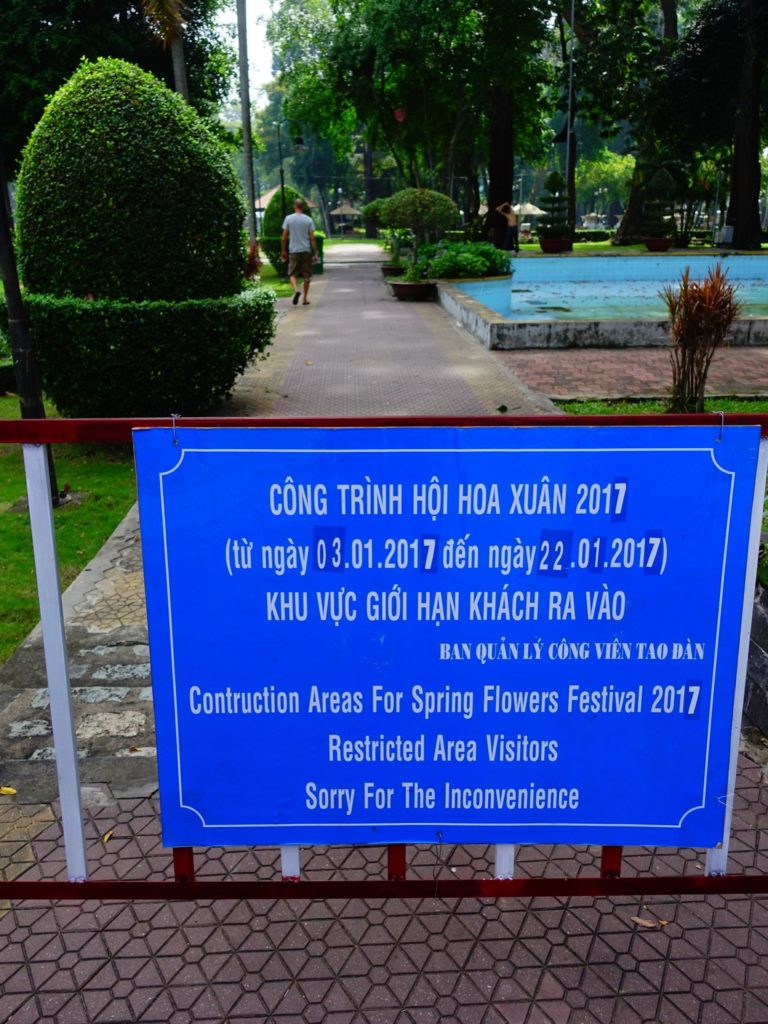 CÔNG TRÌNH HỘI HOA XUÂN 2017
(từ ngày 03.01.2017 đến ngày 22.01.2017)
KHU VỰC GIỚI HẠN KHÁCH RA VÀO
BAN QUẢN LÝ CÔNG VIÊN TAO ĐÀN
Contruction Areas For Spring Flowers Festival 2017
Restricted Area Visitors
Sorry For The Inconvenience